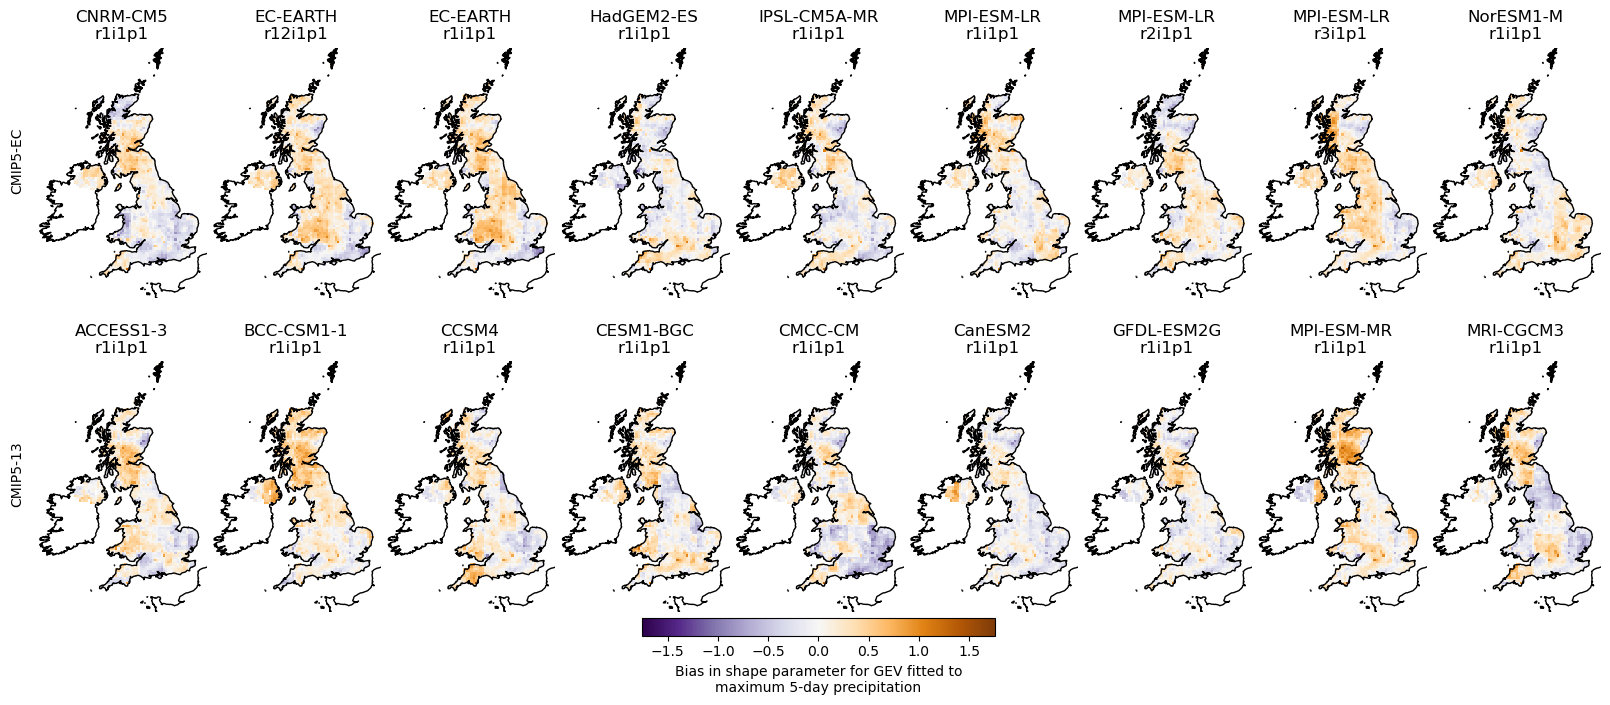 CNRM-CM5 EC-EARTH EC-EARTH HadGEM2-ES IPSL-CM5A-MR MPI-ESM-LR MPI-ESM-LR MPI-ESM-LR NorESM1-M
r1i1p1 r12i1p1 r1i1p1 r1i1p1 r1i1p1 r1i1p1 r2i1p1 r3i1p1 r1i1p1
CMIP5-EC
ACCESS1-3 BCC-CSM1-1 CCSM4 CESM1-BGC CMCC-CM CanESM2 GFDL-ESM2G MPI-ESM-MR MRI-CGCM3
r1i1p1 r1i1p1 r1i1p1 r1i1p1 r1i1p1 r1i1p1 r1i1p1 r1i1p1 r1i1p1
CMIP5-13
−1.5 −1.0 −0.5 0.0 0.5 1.0 1.5
Bias in shape parameter for GEV fitted to
maximum 5-day precipitation